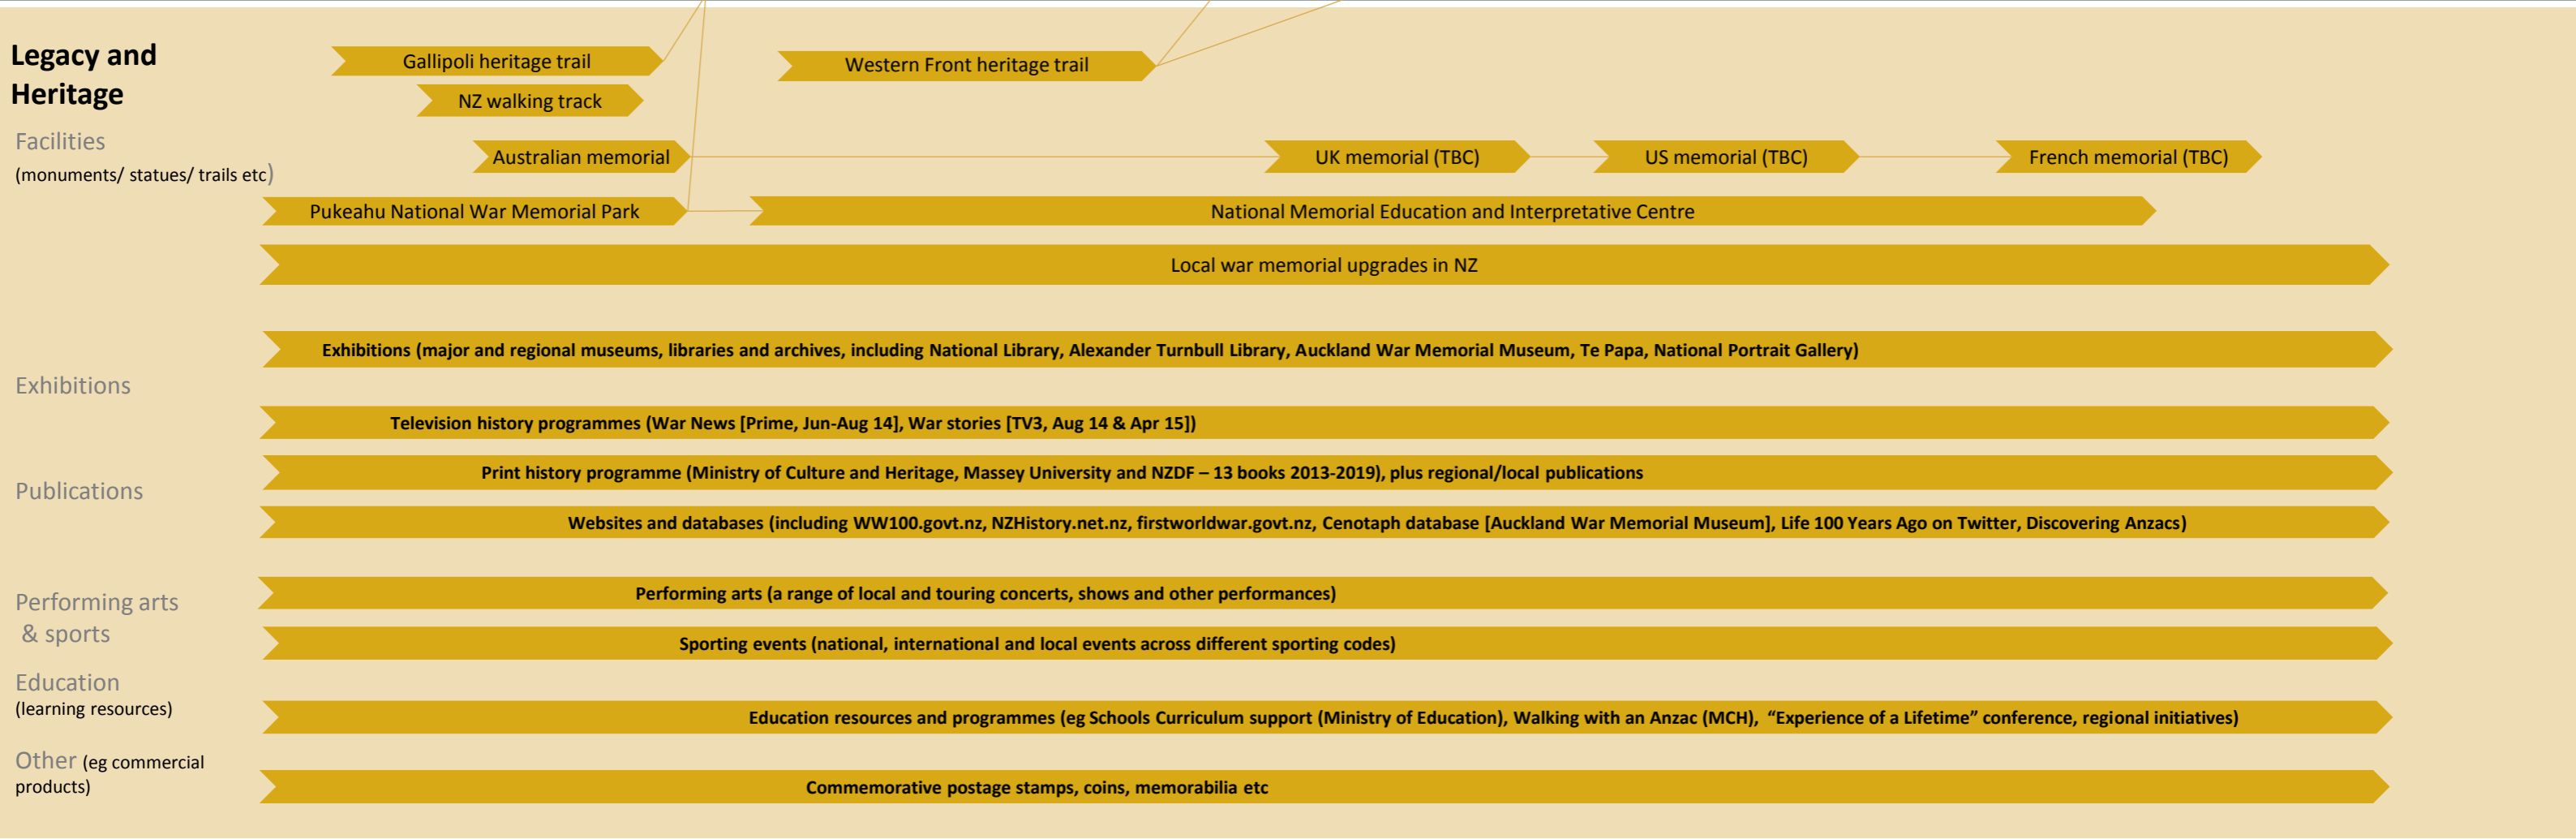 Legacy and
Heritage
Gallipoli heritage trail
Western Front heritage trail
NZ walking track
Facilities
(monuments/ statues/ trails etc)
Australian memorial
UK memorial (TBC)
US memorial (TBC)
French memorial (TBC)
Pukeahu National War Memorial Park
National Memorial Education and Interpretative Centre
Local war memorial upgrades in NZ
Exhibitions (major and regional museums, libraries and archives, including National Library, Alexander Turnbull Library, Auckland War Memorial Museum, Te Papa, National Portrait Gallery)
Exhibitions
Television history programmes (War News [Prime, Jun-Aug 14], War stories [TV3, Aug 14 & Apr 15])
Print history programme (Ministry of Culture and Heritage, Massey University and NZDF – 13 books 2013-2019), plus regional/local publications
Publications
Websites and databases (including WW100.govt.nz, NZHistory.net.nz, firstworldwar.govt.nz, Cenotaph database [Auckland War Memorial Museum], Life 100 Years Ago on Twitter, Discovering Anzacs)
Performing arts (a range of local and touring concerts, shows and other performances)
Performing arts
& sports
Sporting events (national, international and local events across different sporting codes)
Education
(learning resources)
Education resources and programmes (eg Schools Curriculum support (Ministry of Education), Walking with an Anzac (MCH), “Experience of a Lifetime” conference, regional initiatives)
Other (eg commercial
products)
Commemorative postage stamps, coins, memorabilia etc